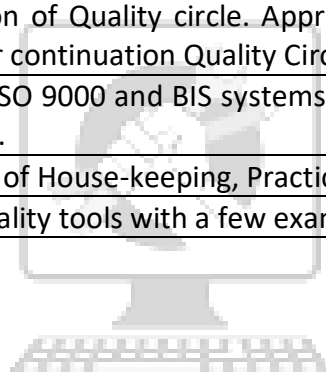 on of Quality circle. Appr
r continuation Quality Circ
SO 9000 and BIS systems
.
of House-keeping, Practic
ality tools with a few exar